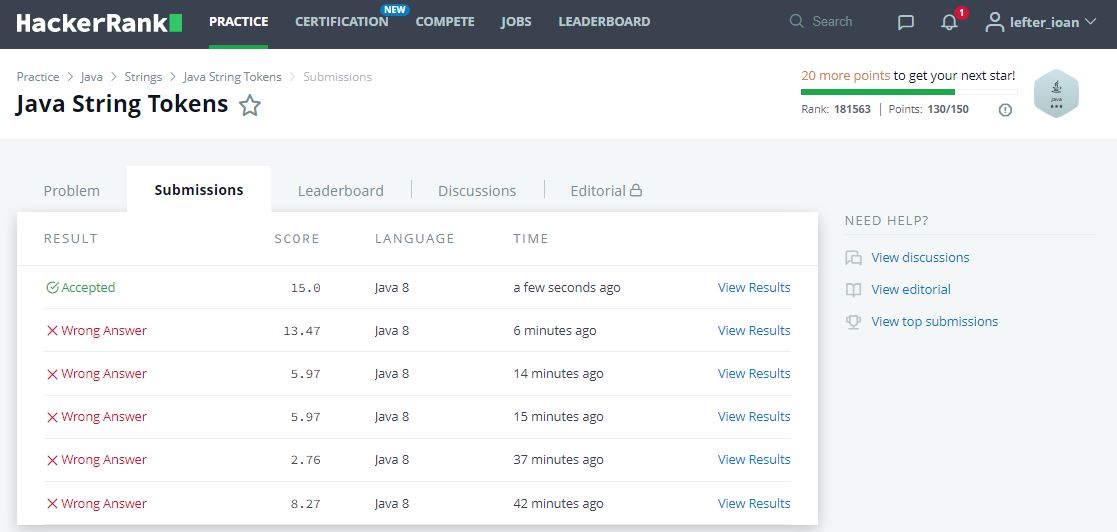 HackerRank PRACTICE CERTIFICATION NEW COMPETE JOBS LEADERBOARD Search 1 lefter_ioan
Practice > Java > Strings > Java String Tokens > Submissions
Java String Tokens
20 more points to get your next star!
Rank: 181563 | Points: 130/150
java
Problem Submissions Leaderboard Discussions Editorial
RESULT SCORE LANGUAGE TIME
Accepted 15.0 Java 8 a few seconds ago View Results
Wrong Answer 13.47 Java 8 6 minutes ago View Results
Wrong Answer 5.97 Java 8 14 minutes ago View Results
Wrong Answer 5.97 Java 8 15 minutes ago View Results
Wrong Answer 2.76 Java 8 37 minutes ago View Results
Wrong Answer 8.27 Java 8 42 minutes ago View Results
NEED HELP?
View discussions
View editorial
View top submissions